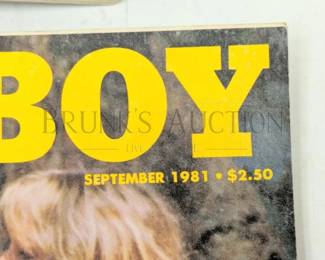 BOY
BRUNK'S AUCTION
SEPTEMBER 1981 • $2.50